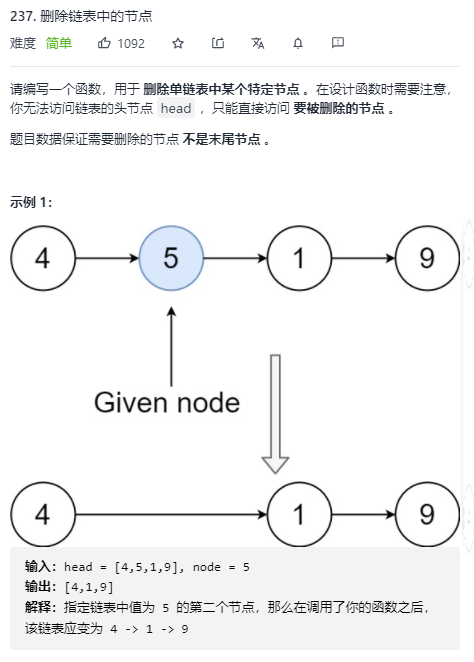 237. 删除链表中的节点
难度 简单 1092
请编写一个函数，用于 删除单链表中某个特定节点 。在设计函数时需要注意，
你无法访问链表的头节点 head ，只能直接访问 要被删除的节点 。
题目数据保证需要删除的节点 不是末尾节点 。
示例 1：
4 5 1 9
Given node
4 1 9
输入：head = [4,5,1,9], node = 5
输出：[4,1,9]
解释：指定链表中值为 5 的第二个节点，那么在调用了你的函数之后，
该链表应变为 4 -> 1 -> 9